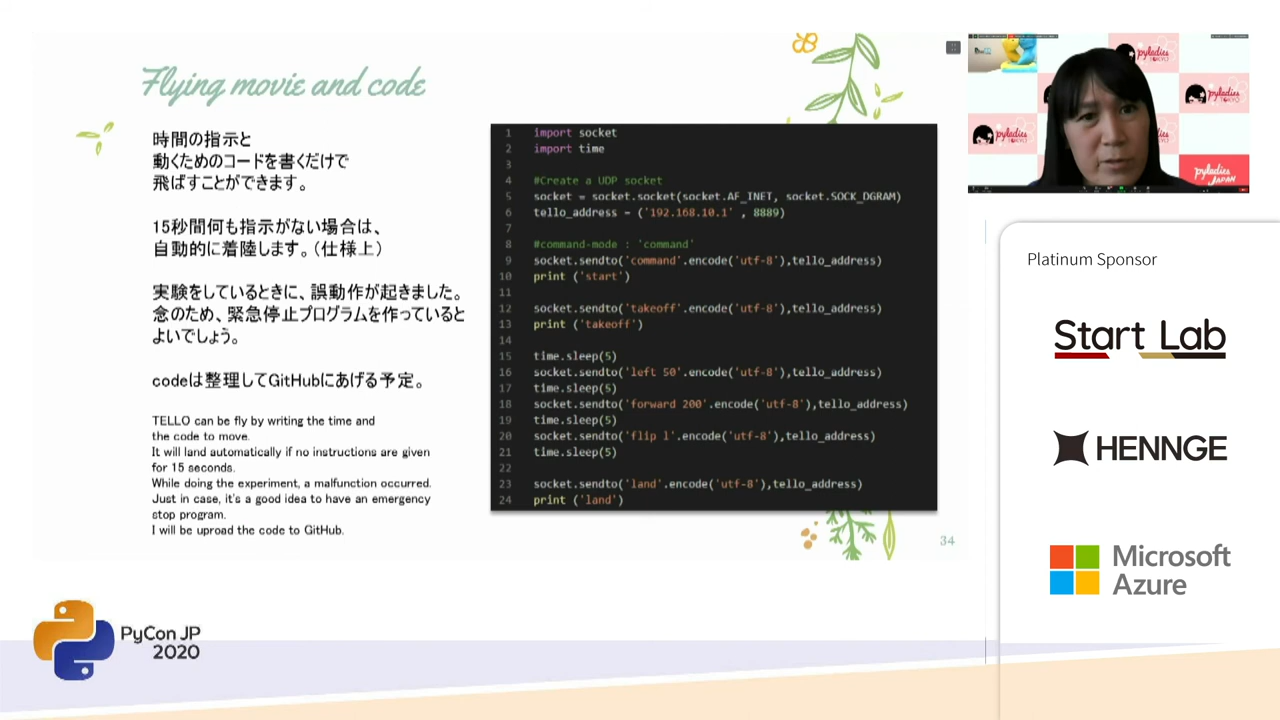 Flying movie and code
時間の指示と
動くためのコードを書くだけで
飛ばすことができます。
15秒間何も指示がない場合は、
自動的に着陸します。（仕様上）
実験をしているときに、誤動作が起きました。
念のため、緊急停止プログラムを作っていると
よいでしょう。
codeは整理してGitHubにあげる予定。
TELLO can be fly by writing the time and
the code to move.
It will land automatically if no instructions are given
for 15 seconds.
While doing the experiment, a malfunction occurred.
Just in case, it's a good idea to have an emergency
stop program.
I will be uproad the code to GitHub.
1 import socket
2 import time
3
4 #Create a UDP socket
5 socket = socket.socket(socket.AF_INET, socket.SOCK_DGRAM)
6 tello_address = ('192.168.10.1' , 8889)
7
8 #command-mode : 'command'
9 socket.sendto('command'.encode('utf-8'),tello_address)
10 print ('start')
11
12 socket.sendto('takeoff'.encode('utf-8'),tello_address)
13 print ('takeoff')
14
15 time.sleep(5)
16 socket.sendto('left 50'.encode('utf-8'),tello_address)
17 time.sleep(5)
18 socket.sendto('forward 200'.encode('utf-8'),tello_address)
19 time.sleep(5)
20 socket.sendto('flip l'.encode('utf-8'),tello_address)
21 time.sleep(5)
22
23 socket.sendto('land'.encode('utf-8'),tello_address)
24 print ('land')
34
pyladies
TOKYO
pyladies
TOKYO
pyladies
pyladies
JAPAN
Platinum Sponsor
Start Lab
HENNGE
Microsoft
Azure
PyCon JP
2020